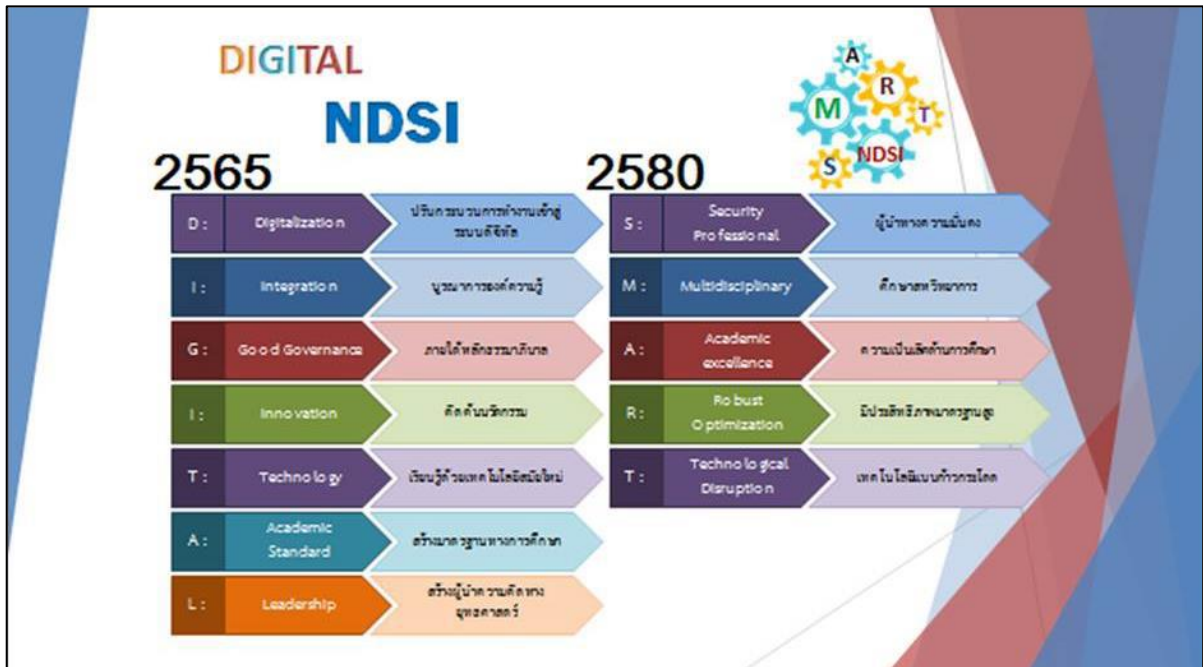 DIGITAL
NDSI
A
R
M
T
S
NDSI
2565
D :
Digitalization
ปรับกระบวนการทำงานเข้าสู่
ระบบดิจิทัล
I :
Integration
บูรณาการองค์ความรู้
G :
Good Governance
ภายใต้หลักธรรมาภิบาล
I :
Innovation
คิดค้นนวัตกรรม
T :
Technology
เรียนรู้ด้วยเทคโนโลยีสมัยใหม่
A :
Academic
Standard
สร้างมาตรฐานทางการศึกษา
L :
Leadership
สร้างผู้นำความคิดทาง
ยุทธศาสตร์
2580
S :
Security
Professional
ผู้นำทางความมั่นคง
M :
Multidisciplinary
ศึกษาสหวิทยาการ
A :
Academic
excellence
ความเป็นเลิศด้านการศึกษา
R :
Robust
Optimization
มีประสิทธิภาพมาตรฐานสูง
T :
Technological
Disruption
เทคโนโลยีแบบก้าวกระโดด